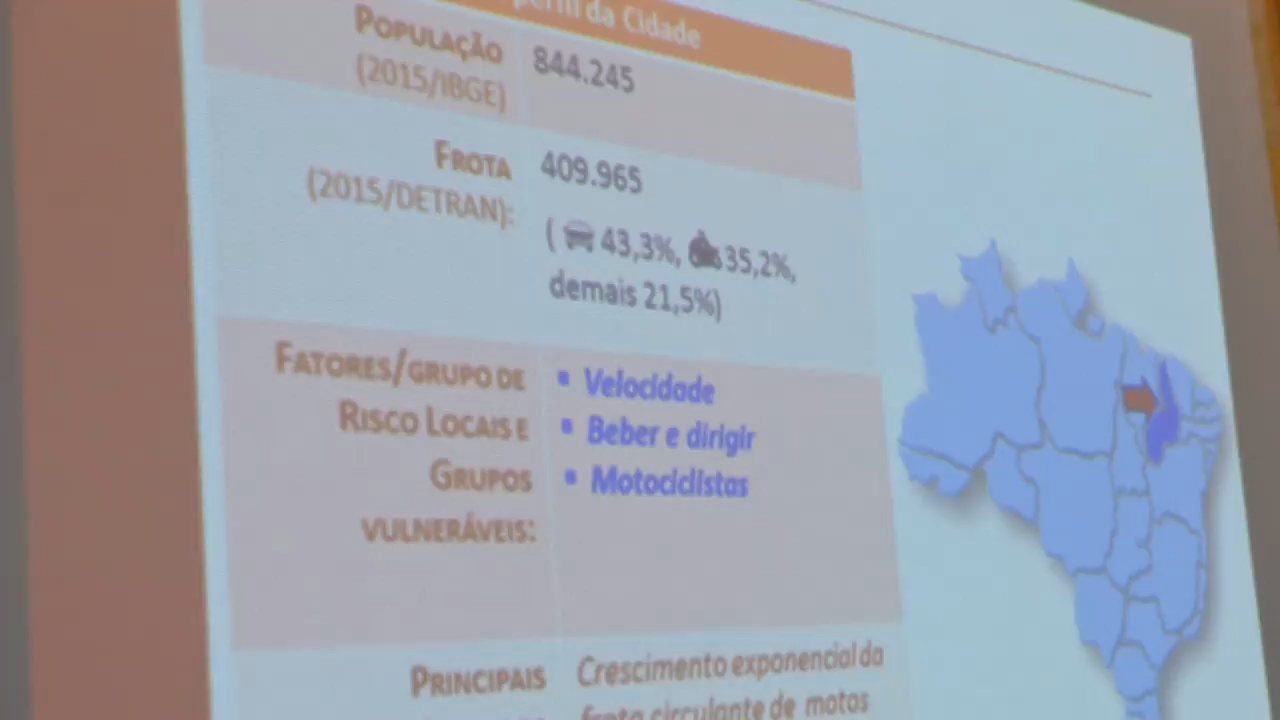 perfil da Cidade
POPULAÇÃO 844.245
(2015/IBGE)
FROTA 409.965
(2015/DETRAN):
( 43,3%, 35,2%,
demais 21,5%)
FATORES/GRUPO DE
RISCO LOCAIS E
GRUPOS
VULNERÁVEIS:
▪ Velocidade
▪ Beber e dirigir
▪ Motociclistas
PRINCIPAIS
Crescimento exponencial da
frota circulante de motos